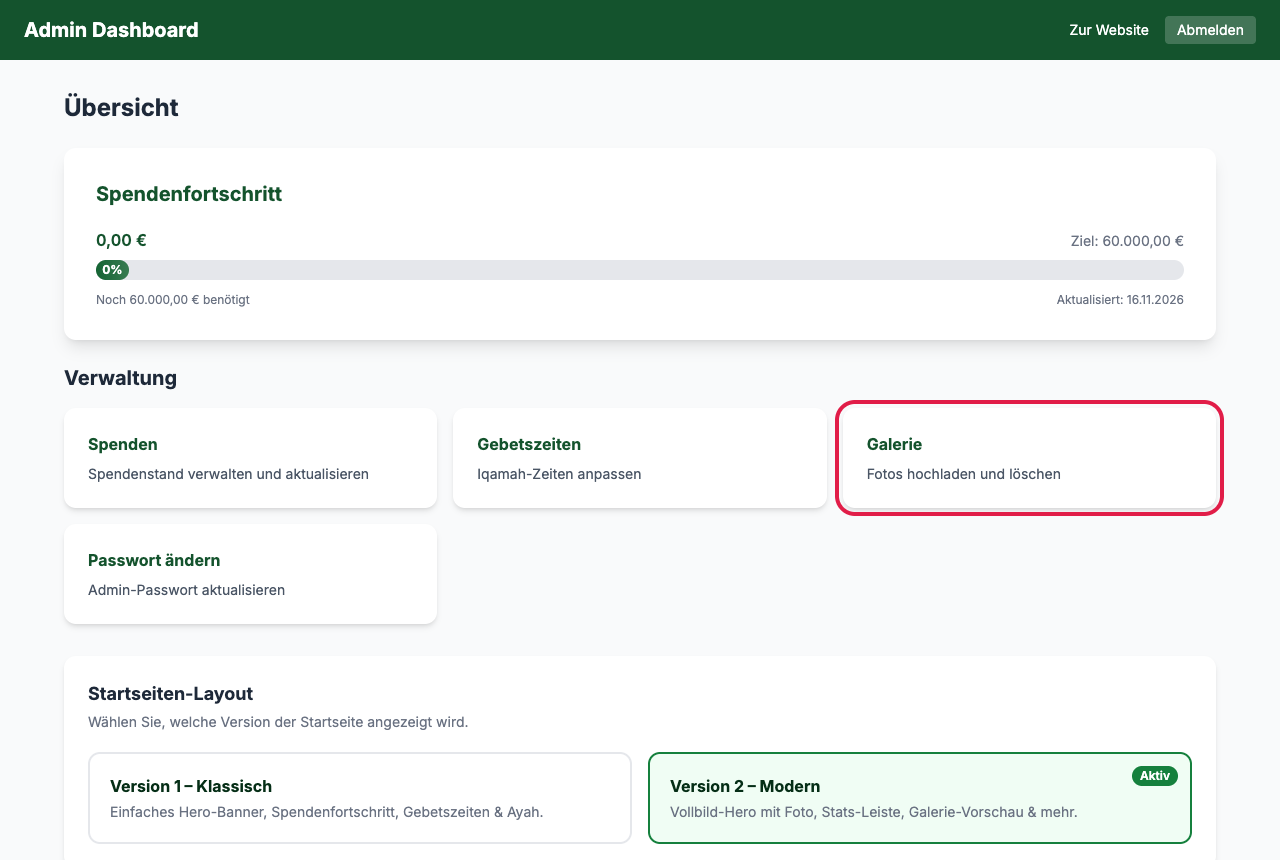 Admin Dashboard
Zur Website
Abmelden
Übersicht
Spendenfortschritt
0,00 €
Ziel: 60.000,00 €
0%
Noch 60.000,00 € benötigt
Aktualisiert: 16.11.2026
Verwaltung
Spenden
Spendenstand verwalten und aktualisieren
Gebetszeiten
Iqamah-Zeiten anpassen
Galerie
Fotos hochladen und löschen
Passwort ändern
Admin-Passwort aktualisieren
Startseiten-Layout
Wählen Sie, welche Version der Startseite angezeigt wird.
Version 1 – Klassisch
Einfaches Hero-Banner, Spendenfortschritt, Gebetszeiten & Ayah.
Version 2 – Modern
Aktiv
Vollbild-Hero mit Foto, Stats-Leiste, Galerie-Vorschau & mehr.